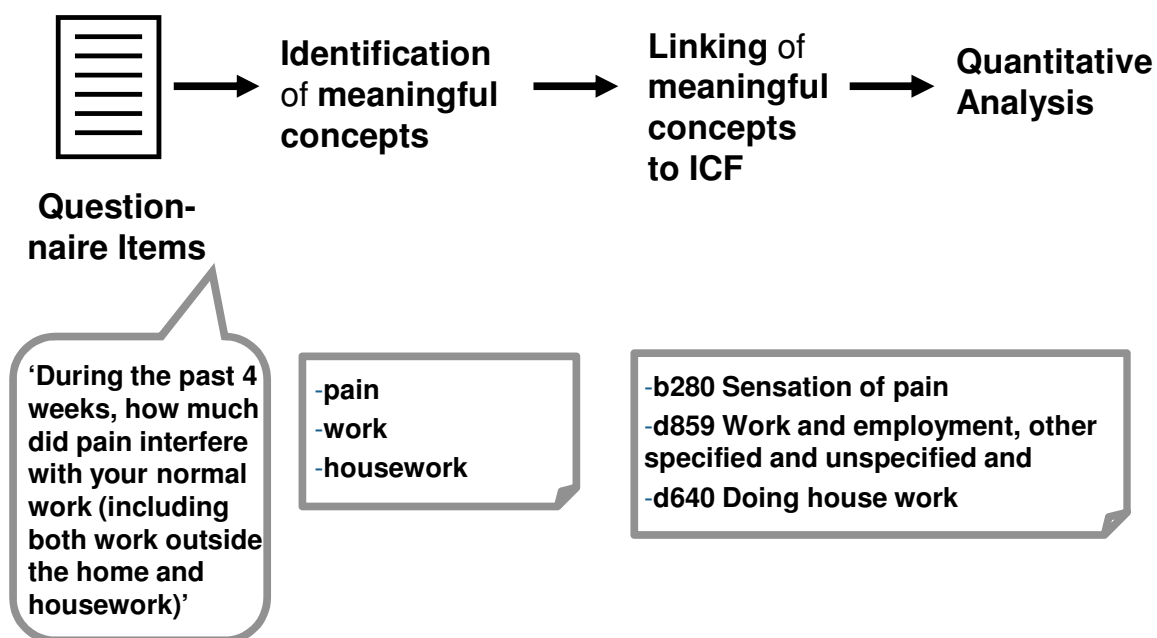 Identification
of meaningful
concepts
Linking of
meaningful
concepts
to ICF
Quantitative
Analysis
Question-
naire Items
‘During the past 4
weeks, how much
did pain interfere
with your normal
work (including
both work outside
the home and
housework)’
-pain
-work
-housework
-b280 Sensation of pain
-d859 Work and employment, other
specified and unspecified and
-d640 Doing house work